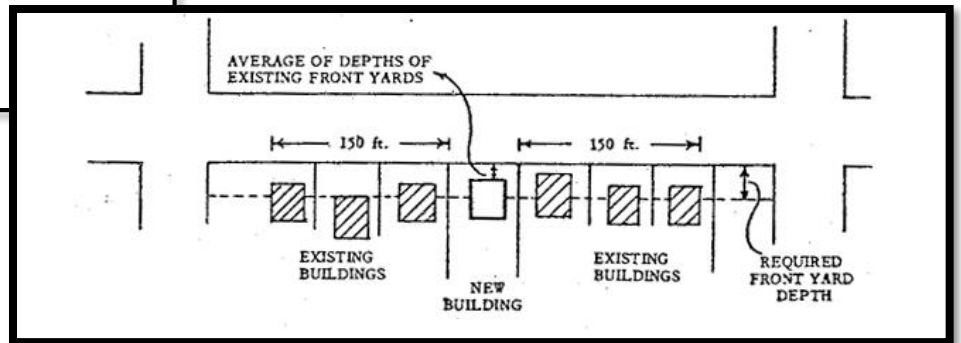 AVERAGE OF DEPTHS OF
EXISTING FRONT YARDS
150 ft.
150 ft.
EXISTING
BUILDINGS
NEW
BUILDING
EXISTING
BUILDINGS
REQUIRED
FRONT YARD
DEPTH